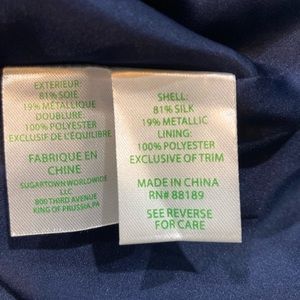 EXTERIEUR:
81% SOIE
19% MÉTALLIQUE
DOUBLURE:
100% POLYESTER
EXCLUSIF DE L'ÉQUILIBRE
FABRIQUE EN
CHINE
SUGARTOWN WORLDWIDE
LLC
800 THIRD AVENUE
KING OF PRUSSIA,PA
SHELL:
81% SILK
19% METALLIC
LINING:
100% POLYESTER
EXCLUSIVE OF TRIM
MADE IN CHINA
RN# 88189
SEE REVERSE
FOR CARE